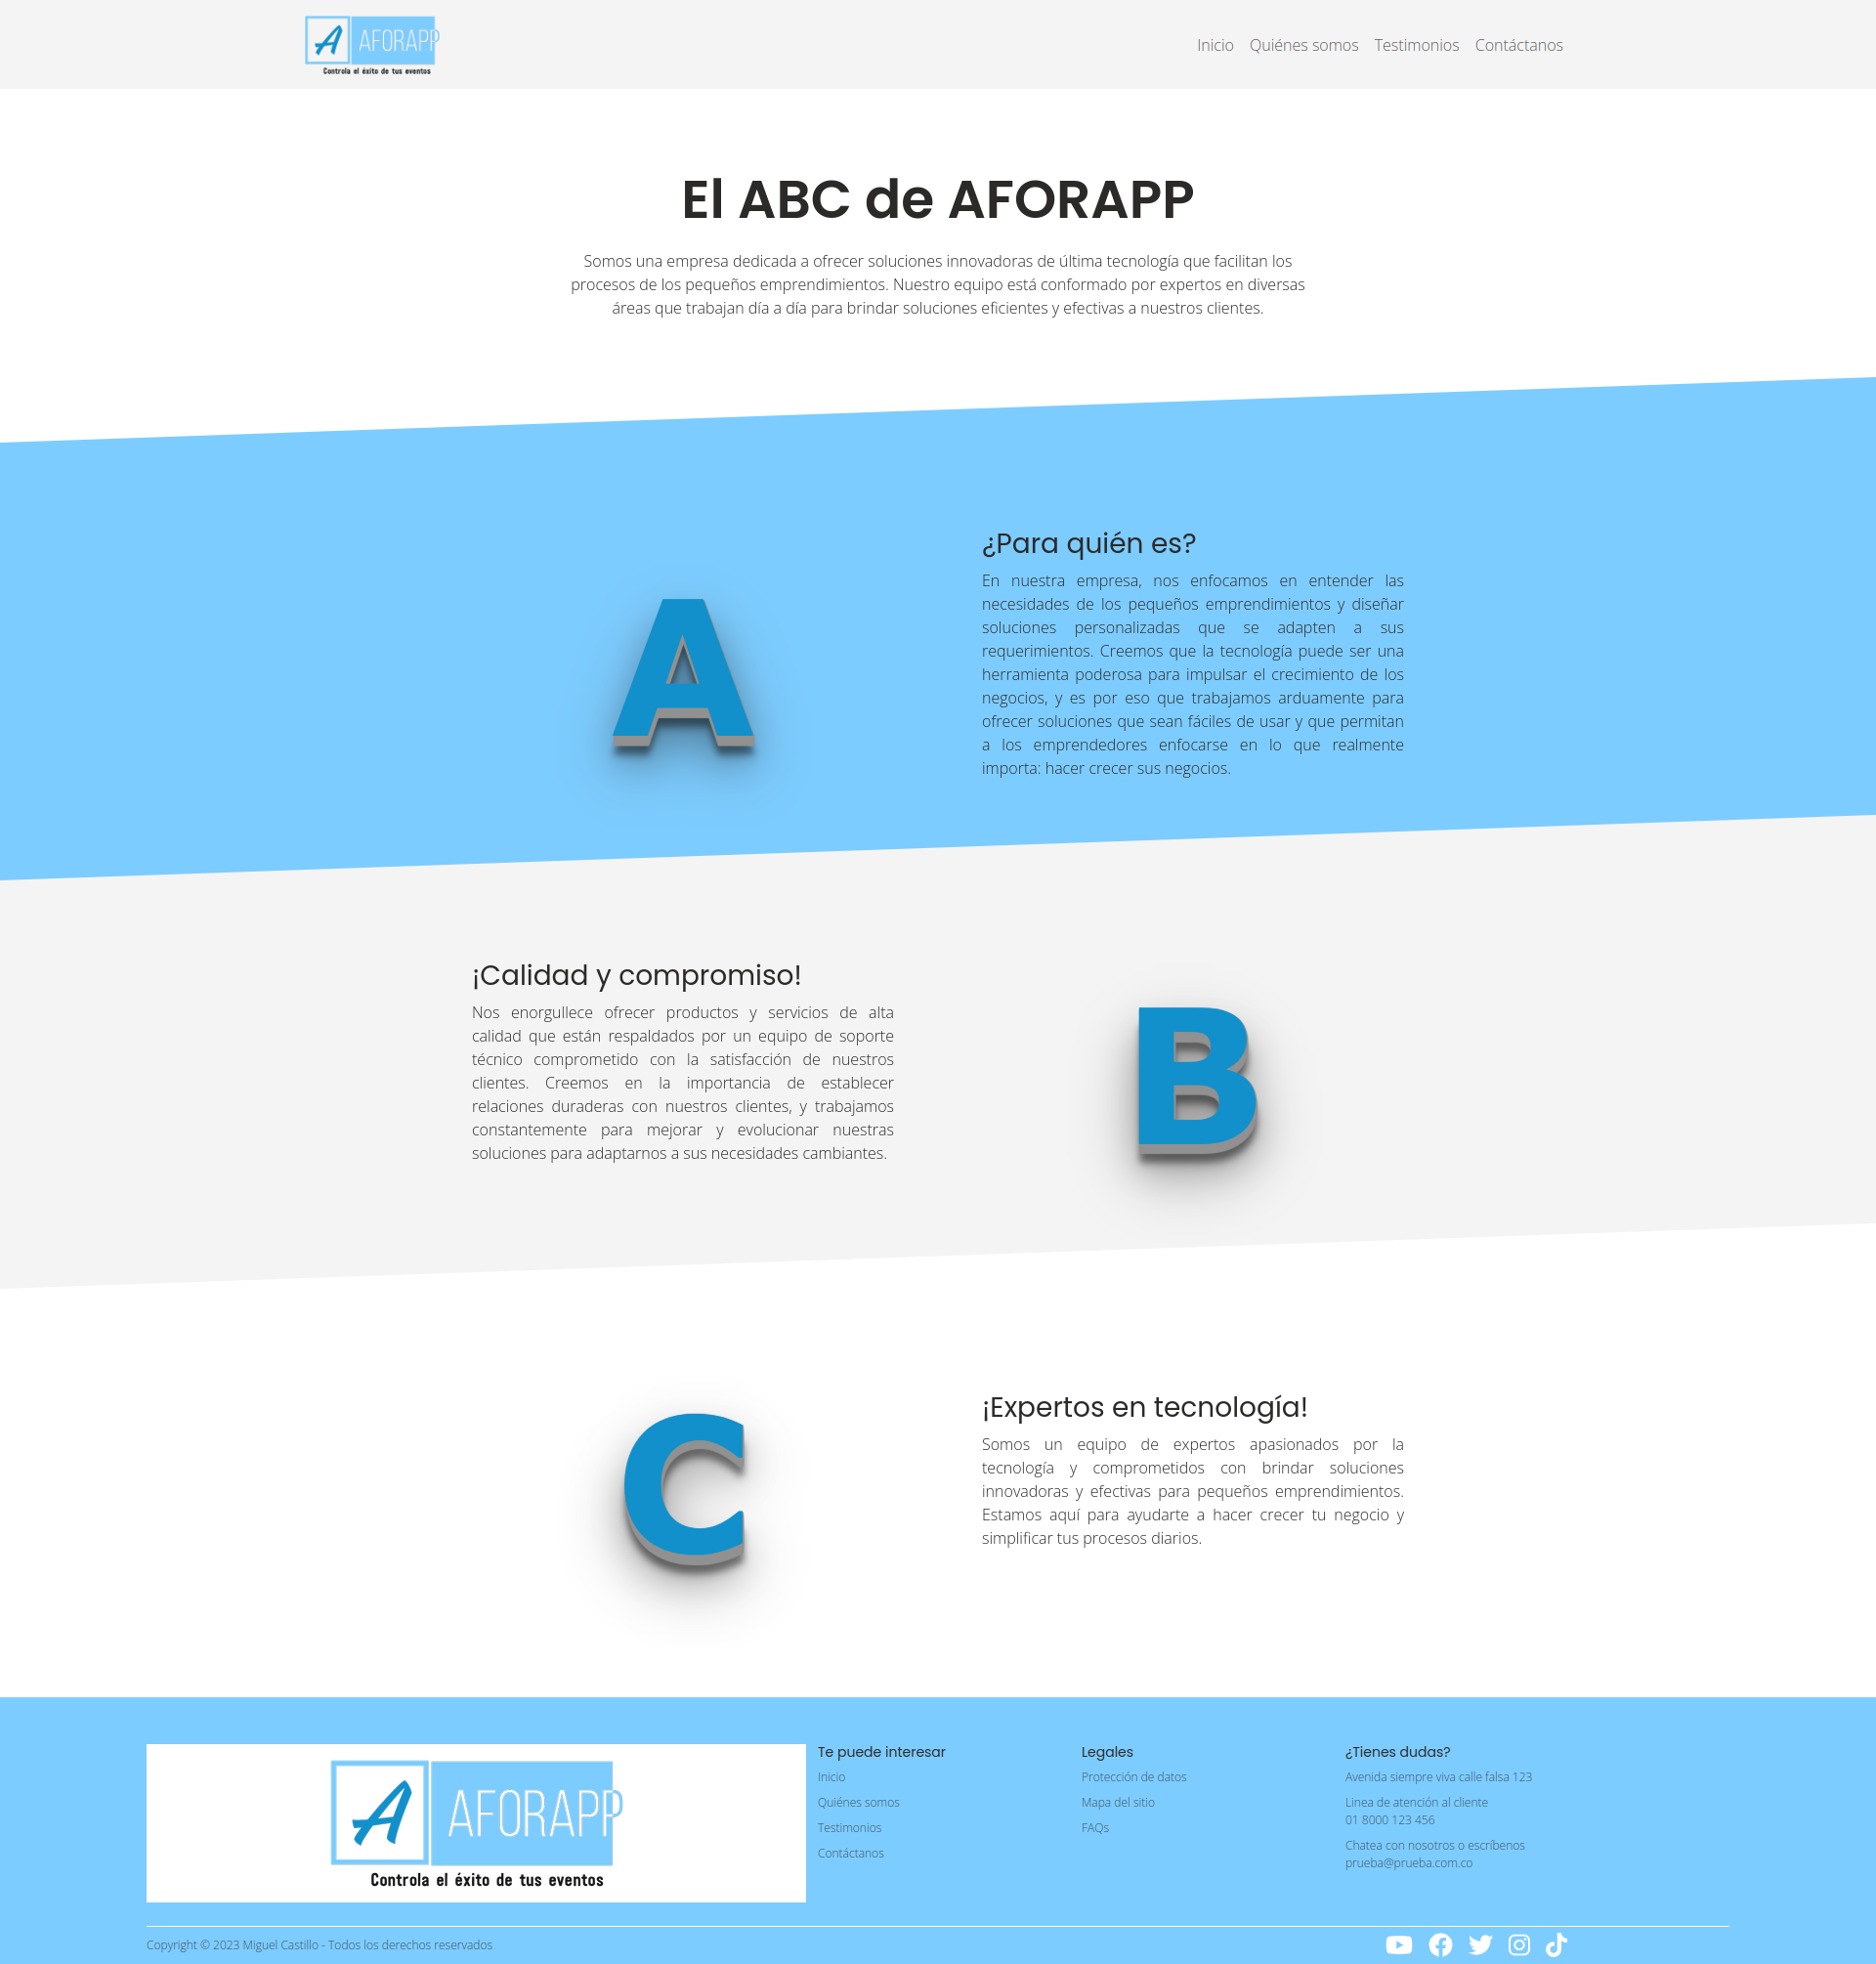 A AFORAPP
Controla el éxito de tus eventos
Inicio Quiénes somos Testimonios Contáctanos
El ABC de AFORAPP
Somos una empresa dedicada a ofrecer soluciones innovadoras de última tecnología que facilitan los
procesos de los pequeños emprendimientos. Nuestro equipo está conformado por expertos en diversas
áreas que trabajan día a día para brindar soluciones eficientes y efectivas a nuestros clientes.
A
¿Para quién es?
En nuestra empresa, nos enfocamos en entender las
necesidades de los pequeños emprendimientos y diseñar
soluciones personalizadas que se adapten a sus
requerimientos. Creemos que la tecnología puede ser una
herramienta poderosa para impulsar el crecimiento de los
negocios, y es por eso que trabajamos arduamente para
ofrecer soluciones que sean fáciles de usar y que permitan
a los emprendedores enfocarse en lo que realmente
importa: hacer crecer sus negocios.
¡Calidad y compromiso!
Nos enorgullece ofrecer productos y servicios de alta
calidad que están respaldados por un equipo de soporte
técnico comprometido con la satisfacción de nuestros
clientes. Creemos en la importancia de establecer
relaciones duraderas con nuestros clientes, y trabajamos
constantemente para mejorar y evolucionar nuestras
soluciones para adaptarnos a sus necesidades cambiantes.
B
C
¡Expertos en tecnología!
Somos un equipo de expertos apasionados por la
tecnología y comprometidos con brindar soluciones
innovadoras y efectivas para pequeños emprendimientos.
Estamos aquí para ayudarte a hacer crecer tu negocio y
simplificar tus procesos diarios.
A AFORAPP
Controla el éxito de tus eventos
Te puede interesar
Inicio
Quiénes somos
Testimonios
Contáctanos
Legales
Protección de datos
Mapa del sitio
FAQs
¿Tienes dudas?
Avenida siempre viva calle falsa 123
Linea de atención al cliente
01 8000 123 456
Chatea con nosotros o escríbenos
prueba@prueba.com.co
Copyright © 2023 Miguel Castillo - Todos los derechos reservados